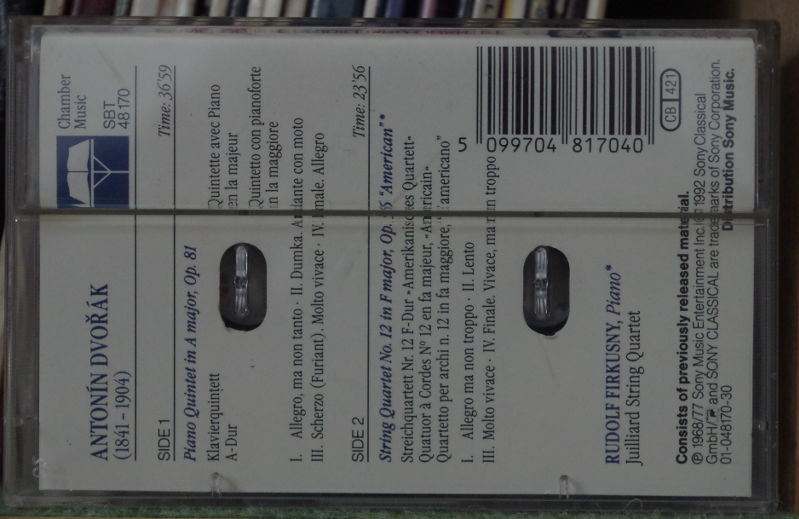 Chamber
Music
SBT
48170
ANTONÍN DVOŘÁK
(1841 - 1904)
SIDE 1 Time: 36'59
Piano Quintet in A major, Op. 81
Klavierquintett
A-Dur
Quintette avec Piano
en la majeur
Quintetto con pianoforte
in la maggiore
I. Allegro, ma non tanto · II. Dumka. Andante con moto
III. Scherzo (Furiant). Molto vivace · IV. Finale. Allegro
SIDE 2 Time: 23'56
String Quartet No. 12 in F major, Op. "American"*
Streichquartett Nr. 12 F-Dur »Amerikanisches Quartett«
Quatuor à Cordes N° 12 en fa majeur, «Américain»
Quartetto per archi n. 12 in fa maggiore, "L'americano"
I. Allegro ma non troppo · II. Lento
III. Molto vivace · IV. Finale. Vivace, ma non troppo
5 099704 817040
CB 421
RUDOLF FIRKUSNY, Piano*
Juilliard String Quartet
Consists of previously released material.
℗ 1968/77 Sony Music Entertainment Inc./© 1992 Sony Classical
GmbH/ and SONY CLASSICAL are trademarks of Sony Corporation.
01-048170-30 Distribution Sony Music.